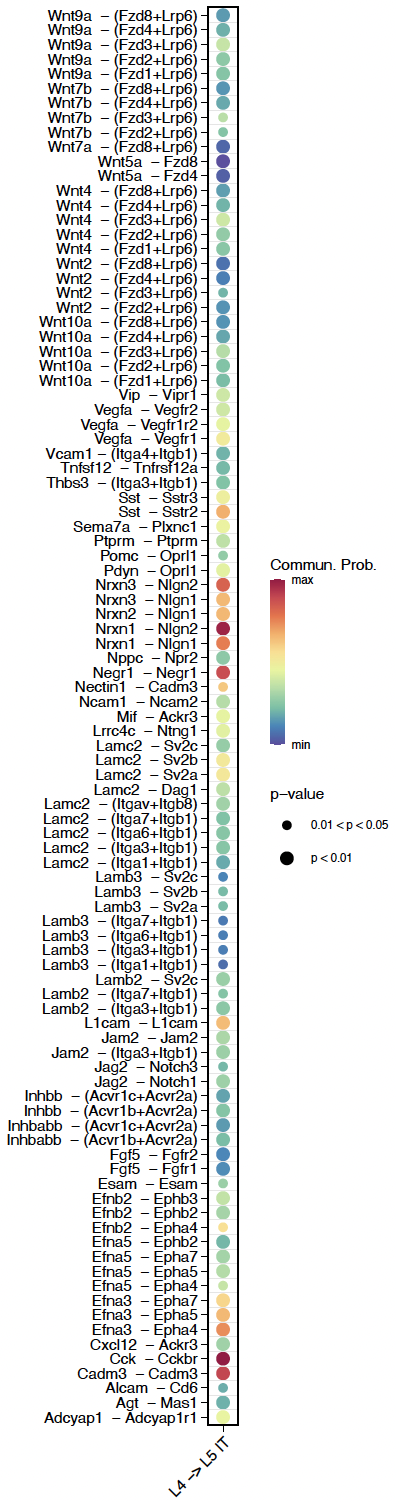 Wnt9a – (Fzd8+Lrp6)
Wnt9a – (Fzd4+Lrp6)
Wnt9a – (Fzd3+Lrp6)
Wnt9a – (Fzd2+Lrp6)
Wnt9a – (Fzd1+Lrp6)
Wnt7b – (Fzd8+Lrp6)
Wnt7b – (Fzd4+Lrp6)
Wnt7b – (Fzd3+Lrp6)
Wnt7b – (Fzd2+Lrp6)
Wnt7a – (Fzd8+Lrp6)
Wnt5a – Fzd8
Wnt5a – Fzd4
Wnt4 – (Fzd8+Lrp6)
Wnt4 – (Fzd4+Lrp6)
Wnt4 – (Fzd3+Lrp6)
Wnt4 – (Fzd2+Lrp6)
Wnt4 – (Fzd1+Lrp6)
Wnt2 – (Fzd8+Lrp6)
Wnt2 – (Fzd4+Lrp6)
Wnt2 – (Fzd3+Lrp6)
Wnt2 – (Fzd2+Lrp6)
Wnt10a – (Fzd8+Lrp6)
Wnt10a – (Fzd4+Lrp6)
Wnt10a – (Fzd3+Lrp6)
Wnt10a – (Fzd2+Lrp6)
Wnt10a – (Fzd1+Lrp6)
Vip – Vipr1
Vegfa – Vegfr2
Vegfa – Vegfr1r2
Vegfa – Vegfr1
Vcam1 – (Itga4+Itgb1)
Tnfsf12 – Tnfrsf12a
Thbs3 – (Itga3+Itgb1)
Sst – Sstr3
Sst – Sstr2
Sema7a – Plxnc1
Ptprm – Ptprm
Pomc – Oprl1
Pdyn – Oprl1
Nrxn3 – Nlgn2
Nrxn3 – Nlgn1
Nrxn2 – Nlgn1
Nrxn1 – Nlgn2
Nrxn1 – Nlgn1
Nppc – Npr2
Negr1 – Negr1
Nectin1 – Cadm3
Ncam1 – Ncam2
Mif – Ackr3
Lrrc4c – Ntng1
Lamc2 – Sv2c
Lamc2 – Sv2b
Lamc2 – Sv2a
Lamc2 – Dag1
Lamc2 – (Itgav+Itgb8)
Lamc2 – (Itga7+Itgb1)
Lamc2 – (Itga6+Itgb1)
Lamc2 – (Itga3+Itgb1)
Lamc2 – (Itga1+Itgb1)
Lamb3 – Sv2c
Lamb3 – Sv2b
Lamb3 – Sv2a
Lamb3 – (Itga7+Itgb1)
Lamb3 – (Itga6+Itgb1)
Lamb3 – (Itga3+Itgb1)
Lamb3 – (Itga1+Itgb1)
Lamb2 – Sv2c
Lamb2 – (Itga7+Itgb1)
Lamb2 – (Itga3+Itgb1)
L1cam – L1cam
Jam2 – Jam2
Jam2 – (Itga3+Itgb1)
Jag2 – Notch3
Jag2 – Notch1
Inhbb – (Acvr1c+Acvr2a)
Inhbb – (Acvr1b+Acvr2a)
Inhbabb – (Acvr1c+Acvr2a)
Inhbabb – (Acvr1b+Acvr2a)
Fgf5 – Fgfr2
Fgf5 – Fgfr1
Esam – Esam
Efnb2 – Ephb3
Efnb2 – Ephb2
Efnb2 – Epha4
Efna5 – Ephb2
Efna5 – Epha7
Efna5 – Epha5
Efna5 – Epha4
Efna3 – Epha7
Efna3 – Epha5
Efna3 – Epha4
Cxcl12 – Ackr3
Cck – Cckbr
Cadm3 – Cadm3
Alcam – Cd6
Agt – Mas1
Adcyap1 – Adcyap1r1
L4 -> L5 IT
Commun. Prob.
max
min
p-value
0.01 < p < 0.05
p < 0.01